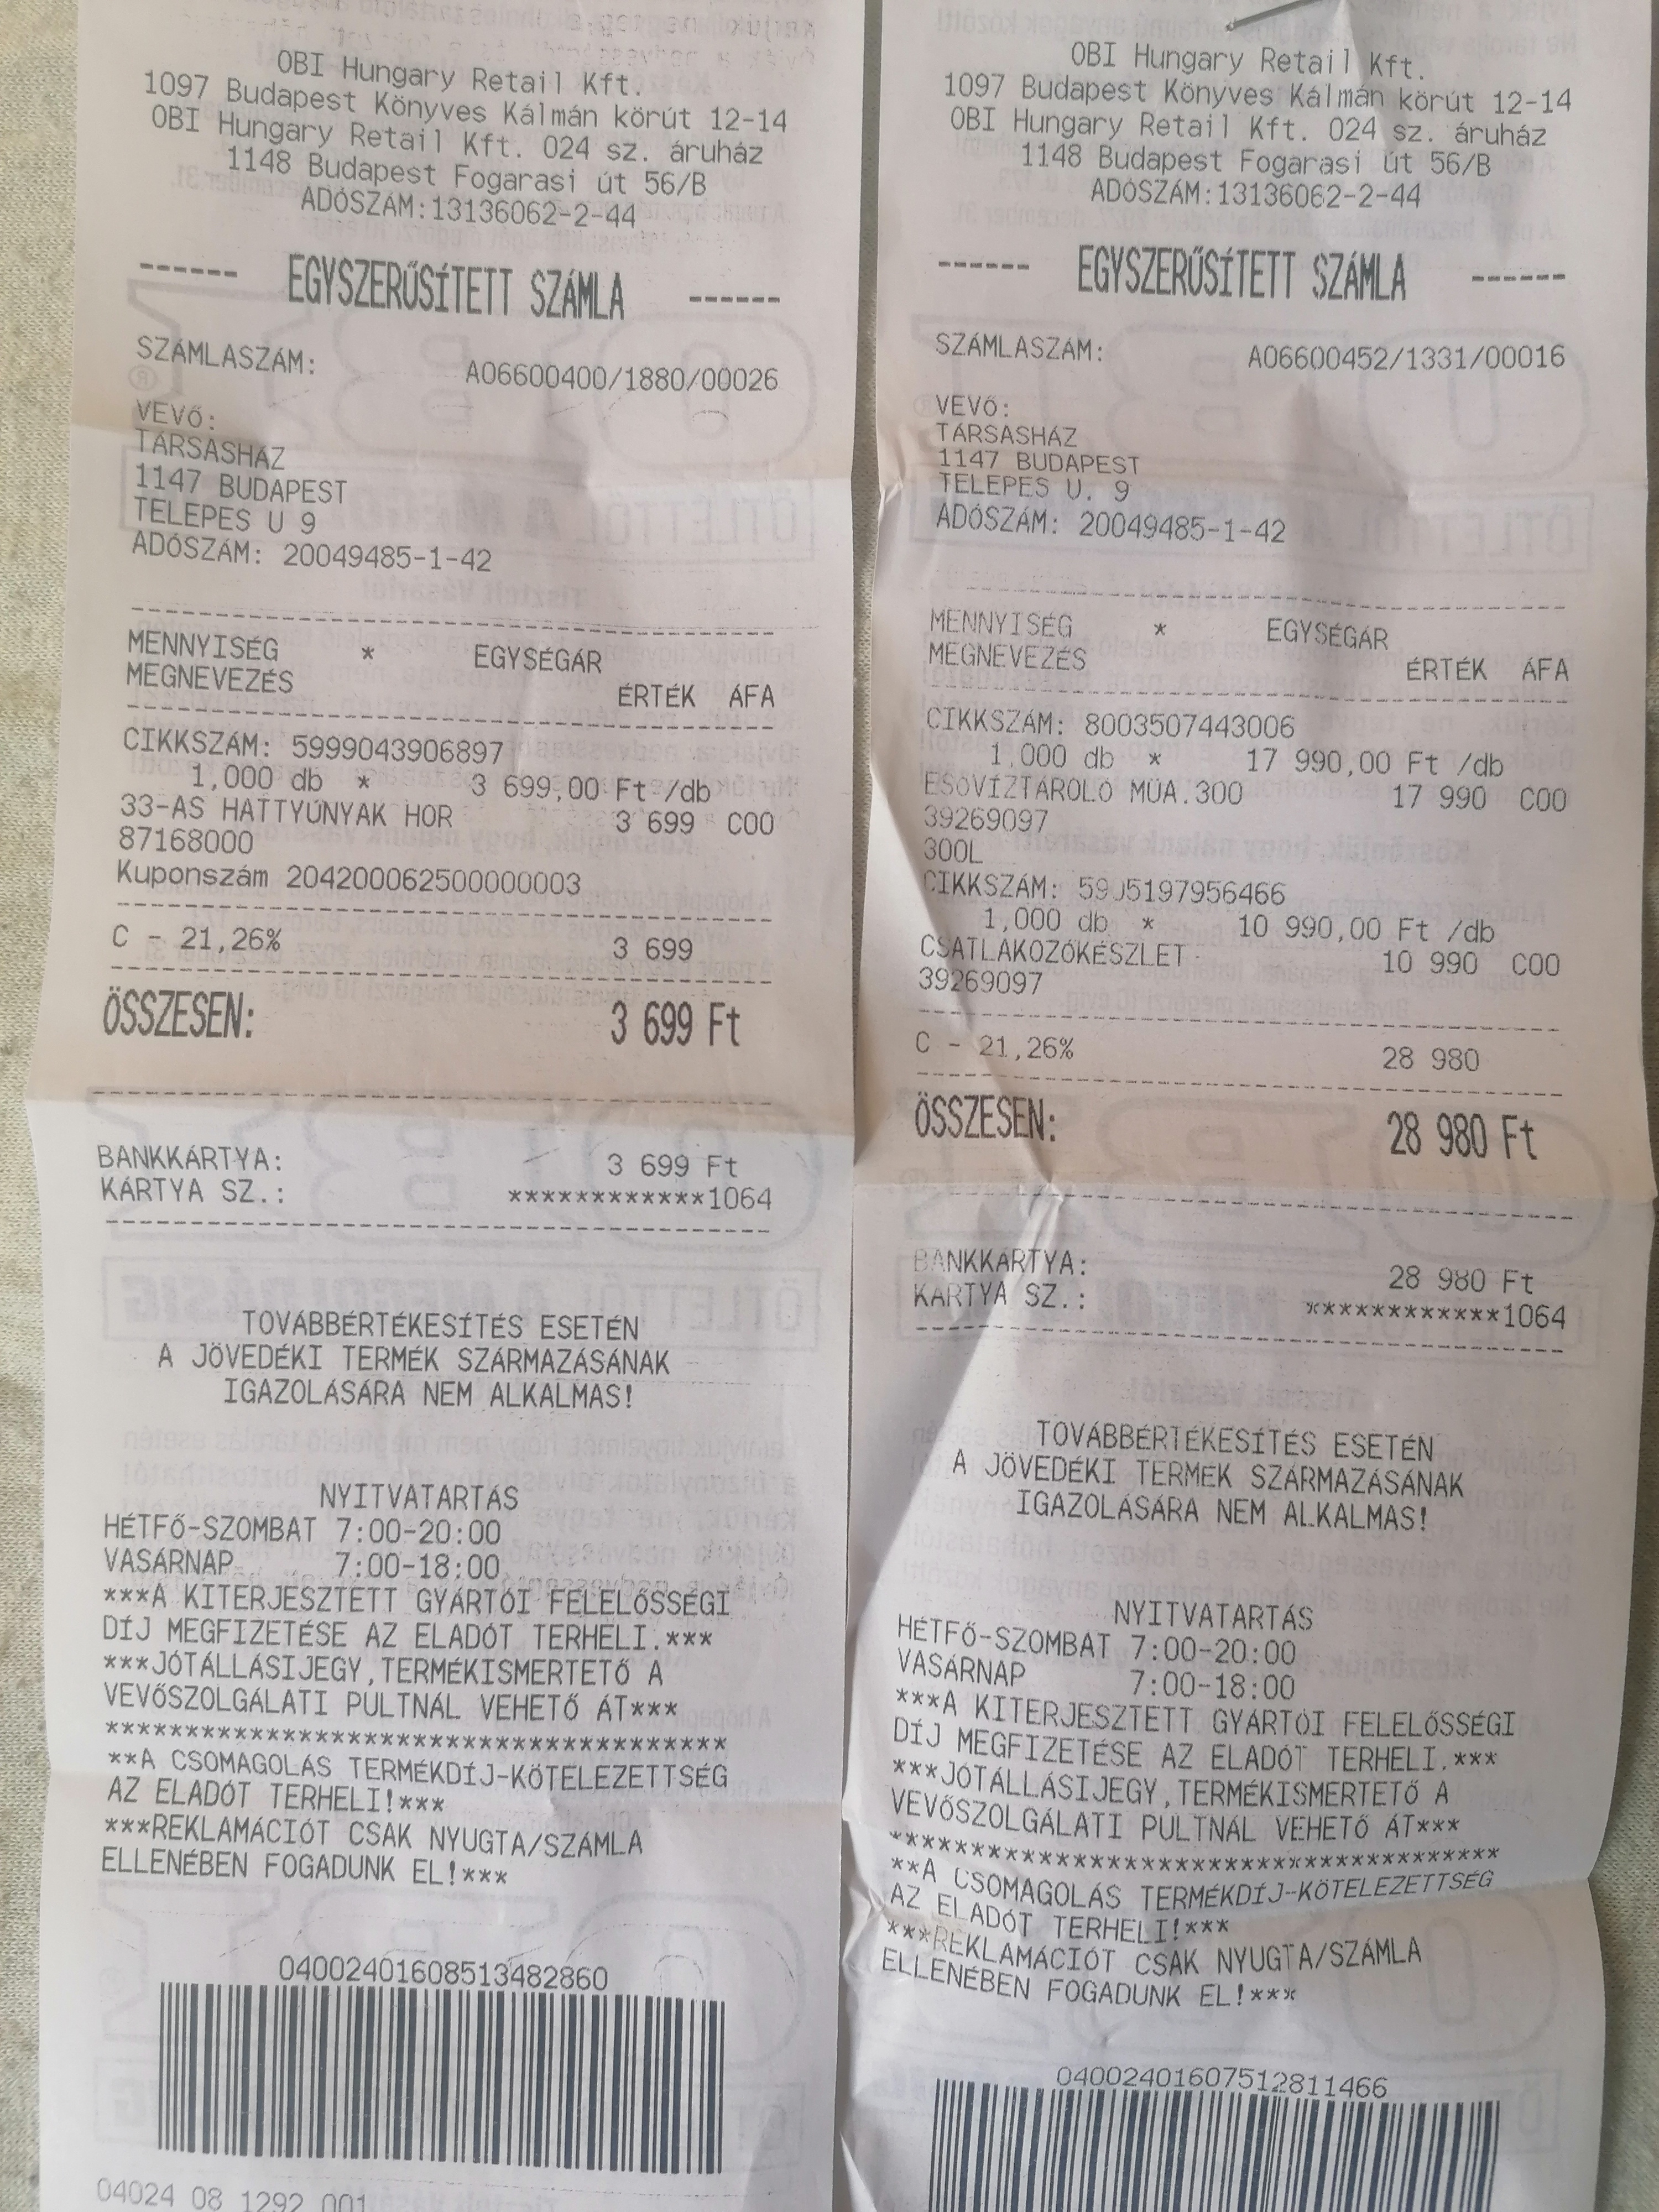 OBI Hungary Retail Kft.
1097 Budapest Könyves Kálmán körút 12-14
OBI Hungary Retail Kft. 024 sz. áruház
1148 Budapest Fogarasi út 56/B
ADÓSZÁM:13136062-2-44
------ EGYSZERŰSÍTETT SZÁMLA ------
SZÁMLASZÁM:
A06600400/1880/00026
VEVŐ:
TÁRSASHÁZ
1147 BUDAPEST
TELEPES U 9
ADÓSZÁM: 20049485-1-42
MENNYISÉG * EGYSÉGÁR
MEGNEVEZÉS ÉRTÉK ÁFA
CIKKSZÁM: 5999043906897
1,000 db * 3 699,00 Ft /db
33-AS HATTYÚNYAK HOR 3 699 C00
87168000
Kuponszám 204200062500000003
C - 21,26% 3 699
ÖSSZESEN: 3 699 Ft
BANKKÁRTYA: 3 699 Ft
KÁRTYA SZ.: ************1064
TOVÁBBÉRTÉKESÍTÉS ESETÉN
A JÖVEDÉKI TERMÉK SZÁRMAZÁSÁNAK
IGAZOLÁSÁRA NEM ALKALMAS!
NYITVATARTÁS
HÉTFŐ-SZOMBAT 7:00-20:00
VASÁRNAP 7:00-18:00
***A KITERJESZTETT GYÁRTÓI FELELŐSSÉGI
DÍJ MEGFIZETÉSE AZ ELADÓT TERHELI.***
***JÓTÁLLÁSIJEGY,TERMÉKISMERTETŐ A
VEVŐSZOLGÁLATI PULTNÁL VEHETŐ ÁT***
**************************************
**A CSOMAGOLÁS TERMÉKDÍJ-KÖTELEZETTSÉG
AZ ELADÓT TERHELI!***
***REKLAMÁCIÓT CSAK NYUGTA/SZÁMLA
ELLENÉBEN FOGADUNK EL!***
04002401608513482860
04024 08 1292 001
OBI Hungary Retail Kft.
1097 Budapest Könyves Kálmán körút 12-14
OBI Hungary Retail Kft. 024 sz. áruház
1148 Budapest Fogarasi út 56/B
ADÓSZÁM:13136062-2-44
------ EGYSZERŰSÍTETT SZÁMLA ------
SZÁMLASZÁM: A06600452/1331/00016
VEVŐ:
TÁRSASHÁZ
1147 BUDAPEST
TELEPES U. 9
ADÓSZÁM: 20049485-1-42
MENNYISÉG * EGYSÉGÁR
MEGNEVEZÉS ÉRTÉK ÁFA
CIKKSZÁM: 8003507443006
1,000 db * 17 990,00 Ft /db
ESŐVÍZTÁROLÓ MŰA.300 17 990 C00
39269097
300L
CIKKSZÁM: 5905197956466
1,000 db * 10 990,00 Ft /db
CSATLAKOZÓKÉSZLET 10 990 C00
39269097
C - 21,26% 28 980
ÖSSZESEN: 28 980 Ft
BANKKÁRTYA: 28 980 Ft
KÁRTYA SZ.: ************1064
TOVÁBBÉRTÉKESÍTÉS ESETÉN
A JÖVEDÉKI TERMÉK SZÁRMAZÁSÁNAK
IGAZOLÁSÁRA NEM ALKALMAS!
NYITVATARTÁS
HÉTFŐ-SZOMBAT 7:00-20:00
VASÁRNAP 7:00-18:00
***A KITERJESZTETT GYÁRTÓI FELELŐSSÉGI
DÍJ MEGFIZETÉSE AZ ELADÓT TERHELI.***
***JÓTÁLLÁSIJEGY,TERMÉKISMERTETŐ A
VEVŐSZOLGÁLATI PULTNÁL VEHETŐ ÁT***
**************************************
**A CSOMAGOLÁS TERMÉKDÍJ-KÖTELEZETTSÉG
AZ ELADÓT TERHELI!***
***REKLAMÁCIÓT CSAK NYUGTA/SZÁMLA
ELLENÉBEN FOGADUNK EL!***
04002401607512811466